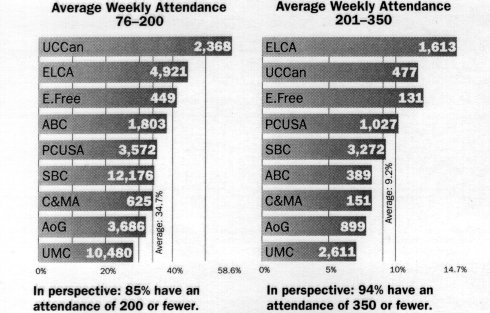 Average Weekly Attendance
76–200
UCCan 2,368
ELCA 4,921
E.Free 449
ABC 1,803
PCUSA 3,572
SBC 12,176
C&MA 625
AoG 3,686
UMC 10,480
Average: 34.7%
0% 20% 40% 58.6%
In perspective: 85% have an
attendance of 200 or fewer.
Average Weekly Attendance
201–350
ELCA 1,613
UCCan 477
E.Free 131
PCUSA 1,027
SBC 3,272
ABC 389
C&MA 151
AoG 899
UMC 2,611
Average: 9.2%
0% 5% 10% 14.7%
In perspective: 94% have an
attendance of 350 or fewer.